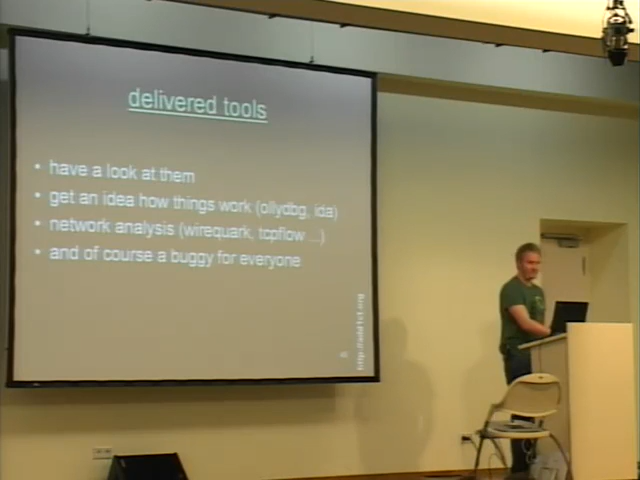 delivered tools
• have a look at them
• get an idea how things work (ollydbg, ida)
• network analysis (wirequark, tcpflow ...)
• and of course a buggy for everyone